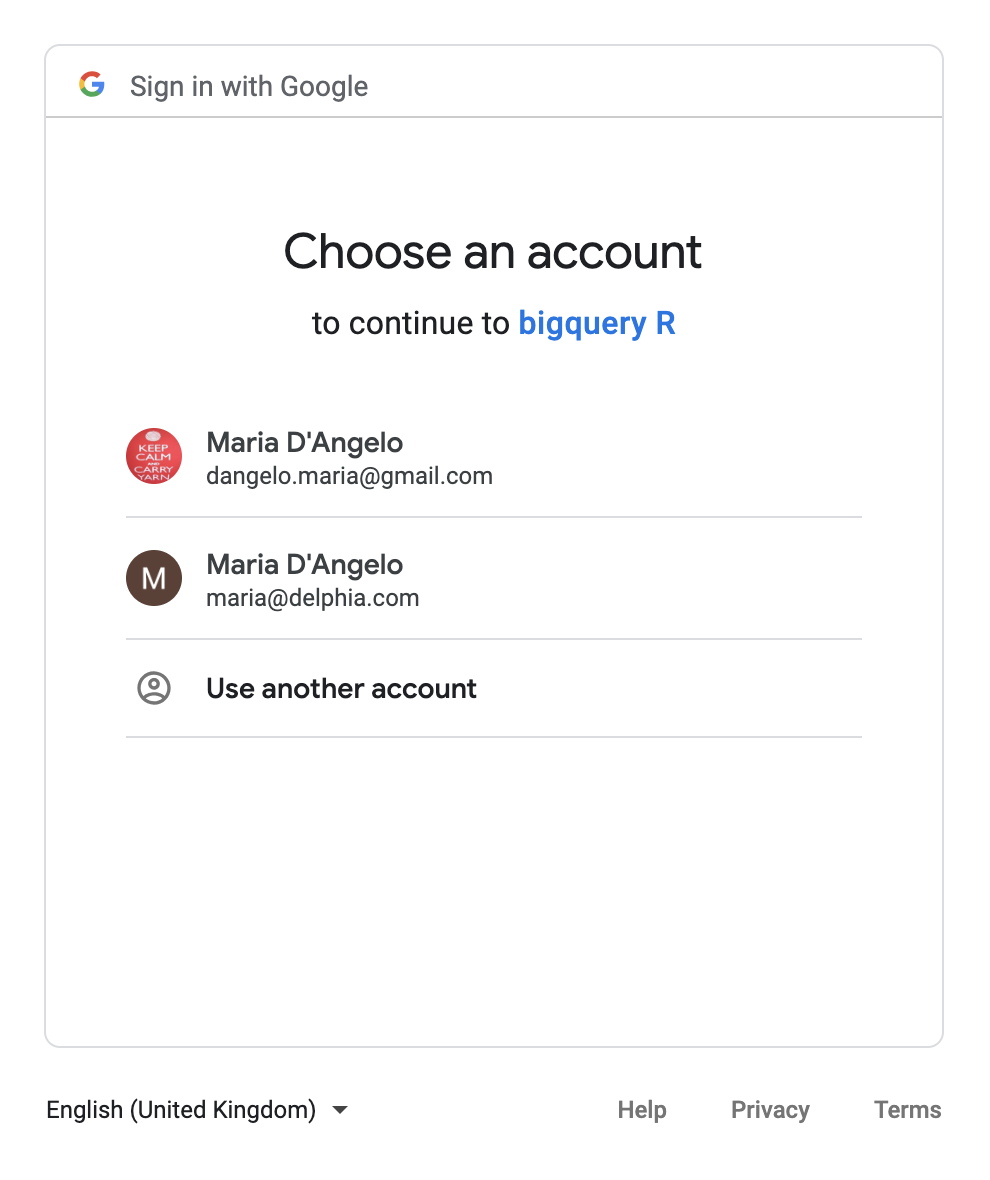 Sign in with Google
Choose an account
to continue to bigquery R
KEEP
CALM
AND
CARRY
YARN
Maria D'Angelo
dangelo.maria@gmail.com
M
Maria D'Angelo
maria@delphia.com
Use another account
English (United Kingdom)
Help Privacy Terms